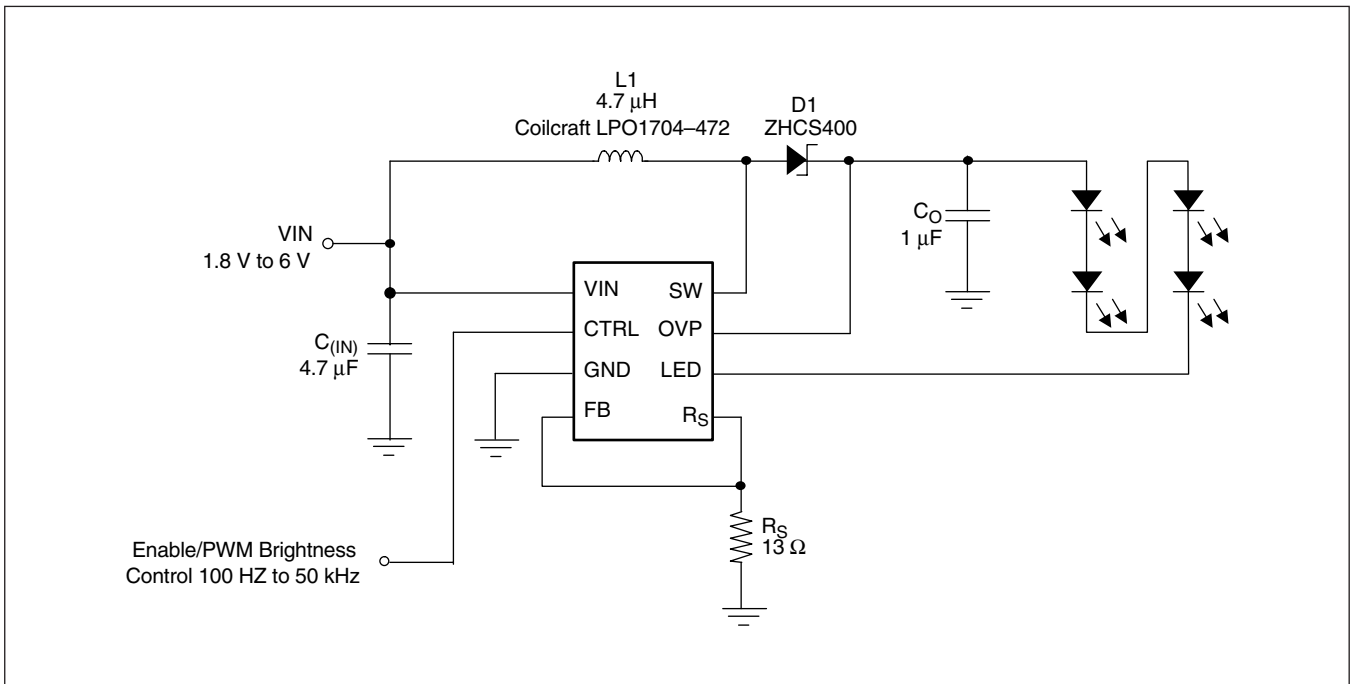 L1
4.7 μH
Coilcraft LPO1704–472
D1
ZHCS400
VIN
1.8 V to 6 V
C(IN)
4.7 μF
VIN
CTRL
GND
FB
SW
OVP
LED
RS
CO
1 μF
RS
13 Ω
Enable/PWM Brightness
Control 100 HZ to 50 kHz